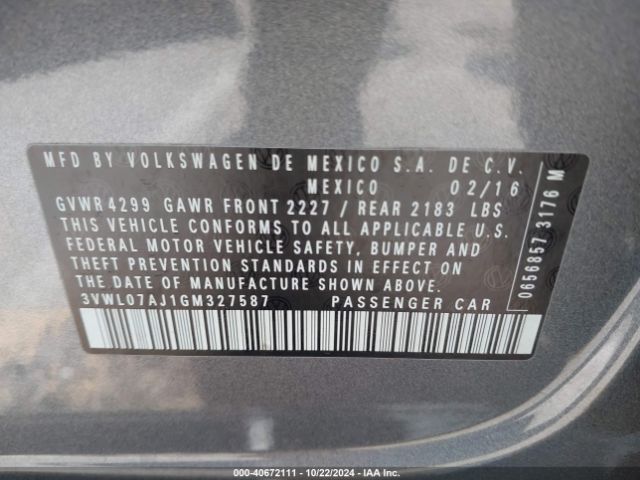 MFD BY VOLKSWAGEN DE MEXICO S.A. DE C.V.
MEXICO 02/16
GVWR 4299 GAWR FRONT 2227 / REAR 2183 LBS
THIS VEHICLE CONFORMS TO ALL APPLICABLE U.S.
FEDERAL MOTOR VEHICLE SAFETY, BUMPER AND
THEFT PREVENTION STANDARDS IN EFFECT ON
THE DATE OF MANUFACTURE SHOWN ABOVE.
3VWL07AJ1GM327587 PASSENGER CAR
0656857 3176 M
000-40672111 - 10/22/2024 - IAA Inc.